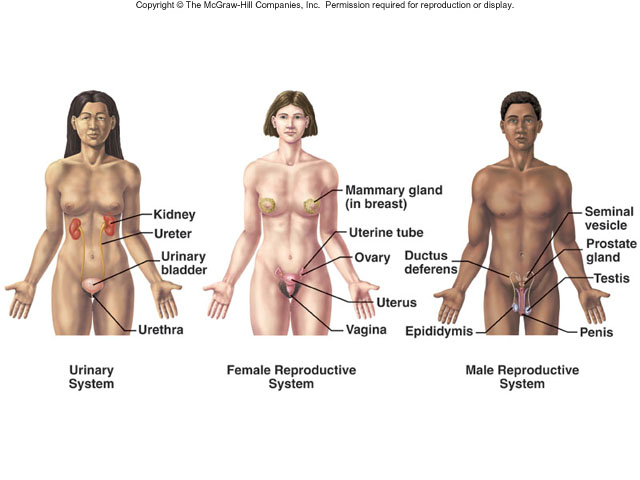 Copyright © The McGraw-Hill Companies, Inc.  Permission required for reproduction or display.
Kidney
Ureter
Urinary
bladder
Urethra
Urinary
System
Mammary gland
(in breast)
Uterine tube
Ovary
Uterus
Vagina
Female Reproductive
System
Ductus
deferens
Epididymis
Seminal
vesicle
Prostate
gland
Testis
Penis
Male Reproductive
System